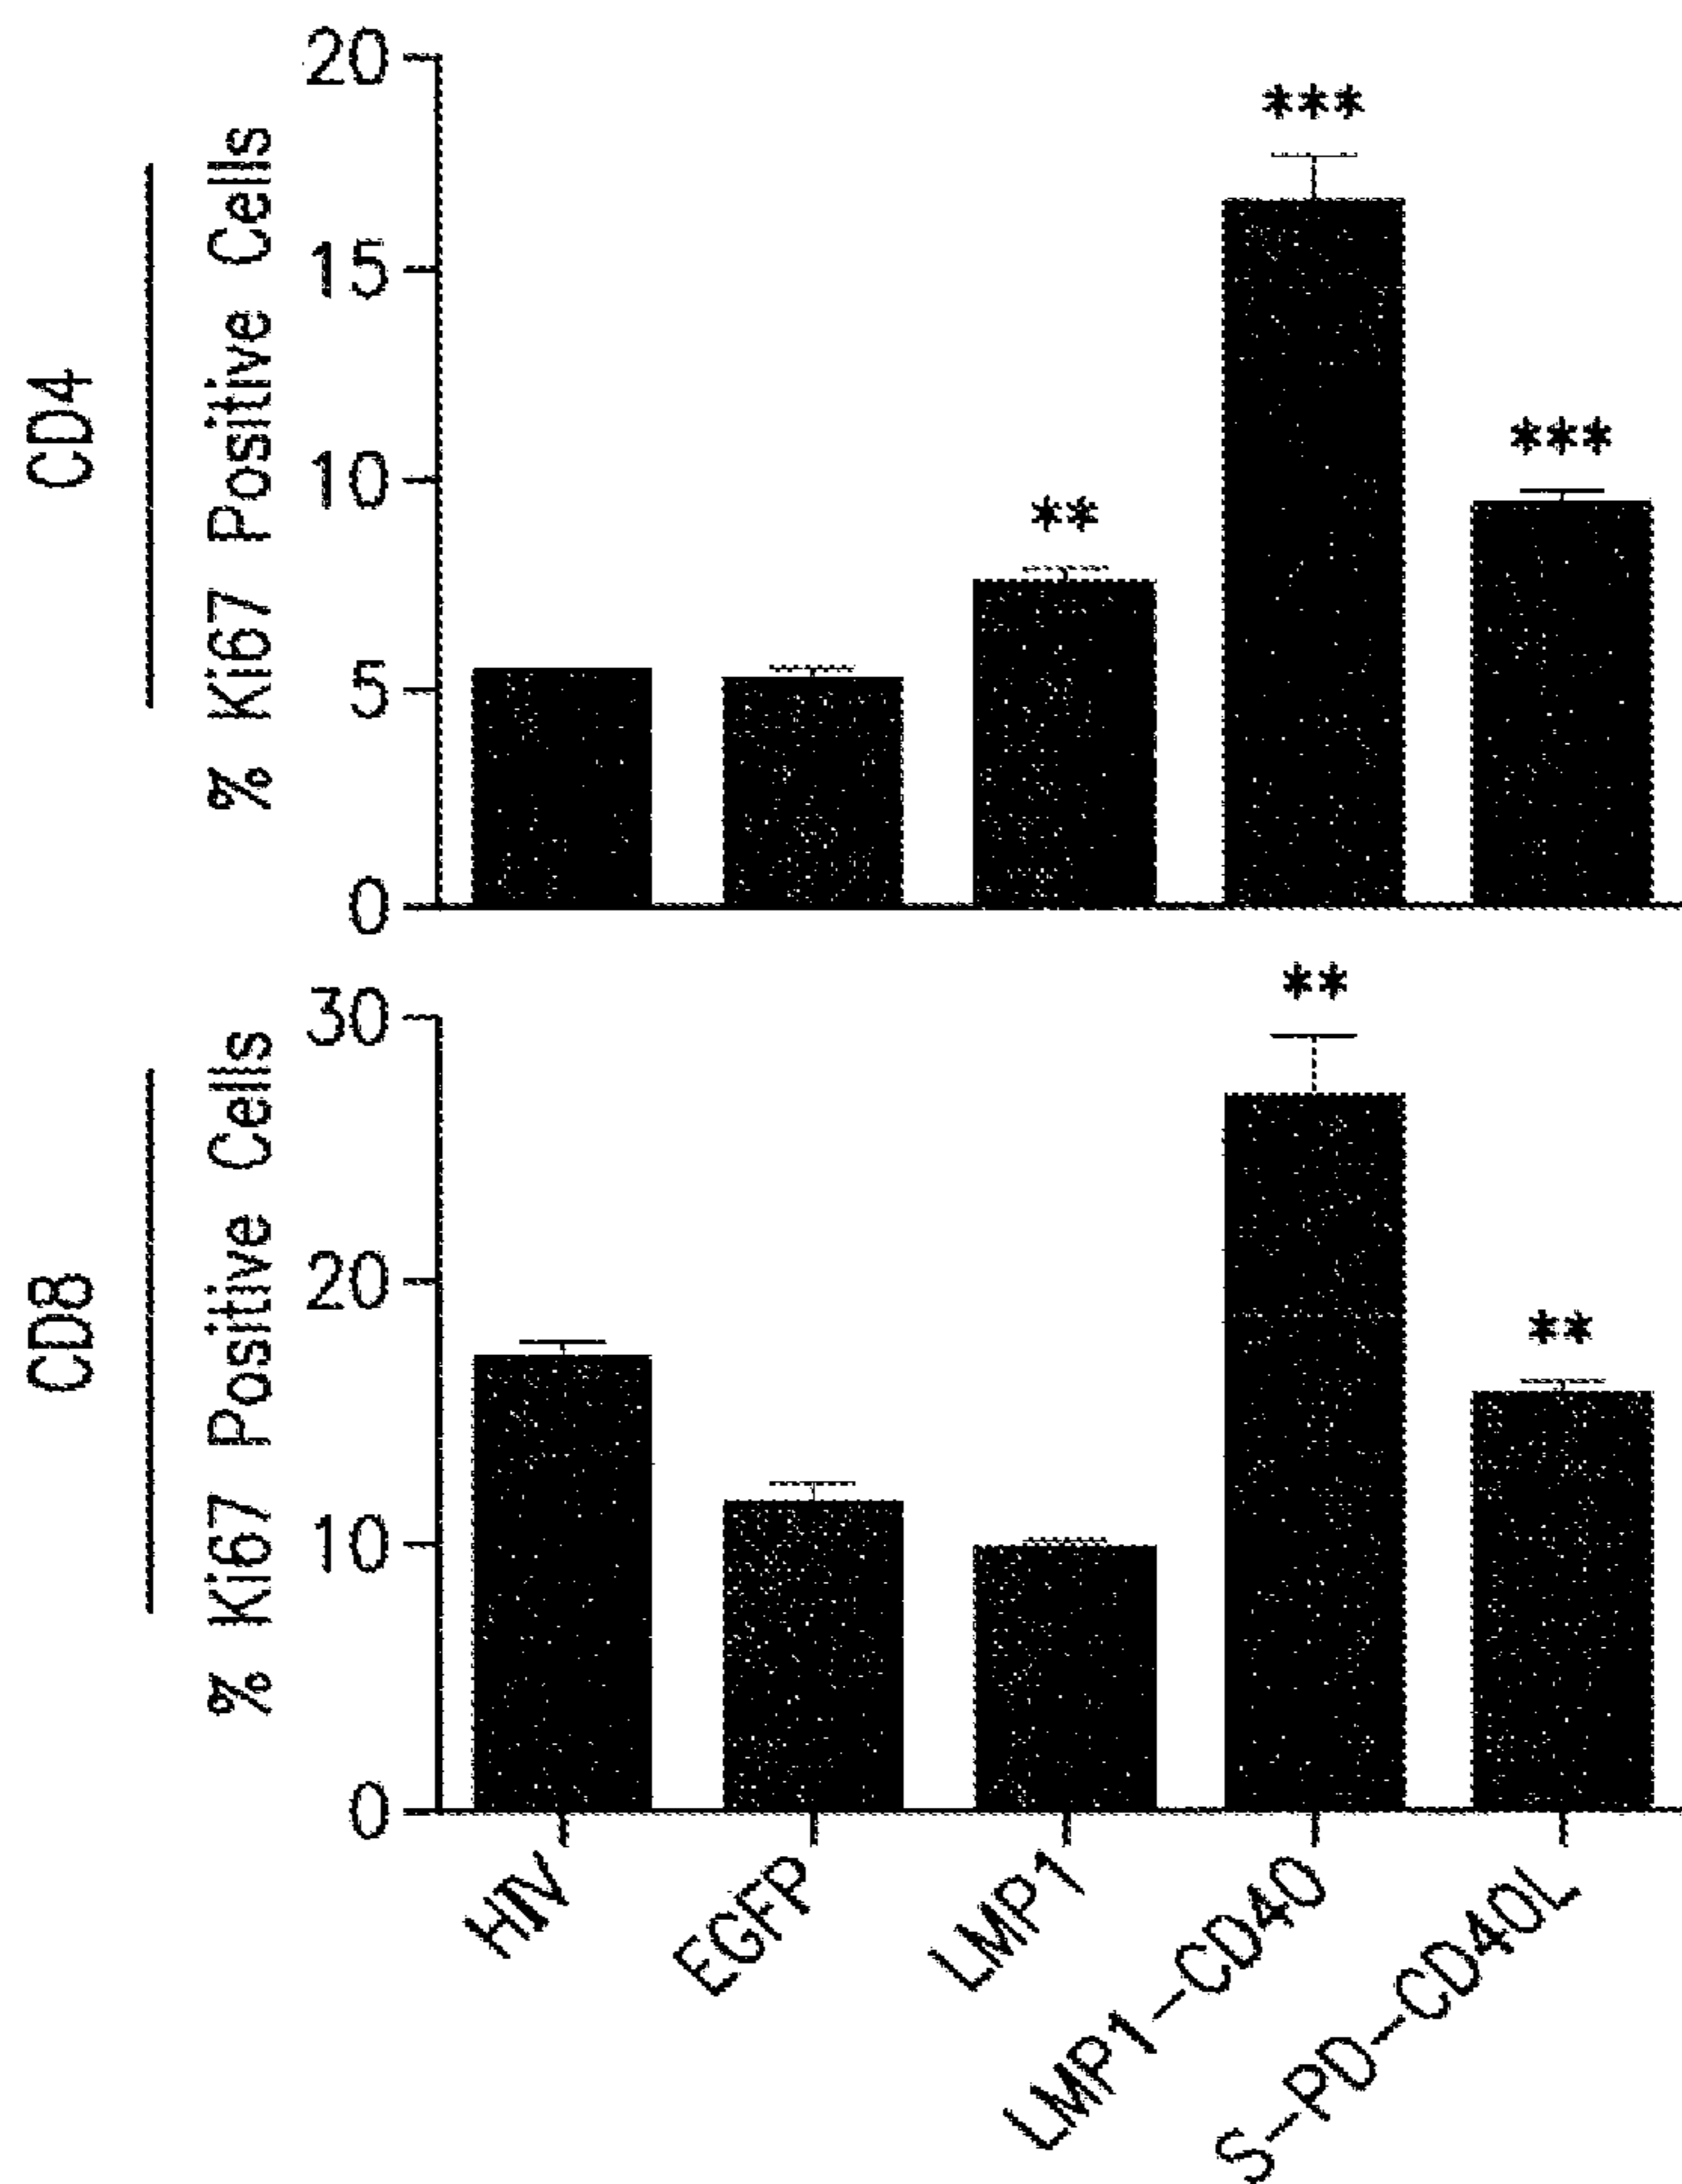 CD4
% Ki67 Positive Cells
20
15
10
5
0
**
***
***
CD8
% Ki67 Positive Cells
30
20
10
0
**
**
HIV
EGFP
LMP1
LMP1-CD40
S-PD-CD40L